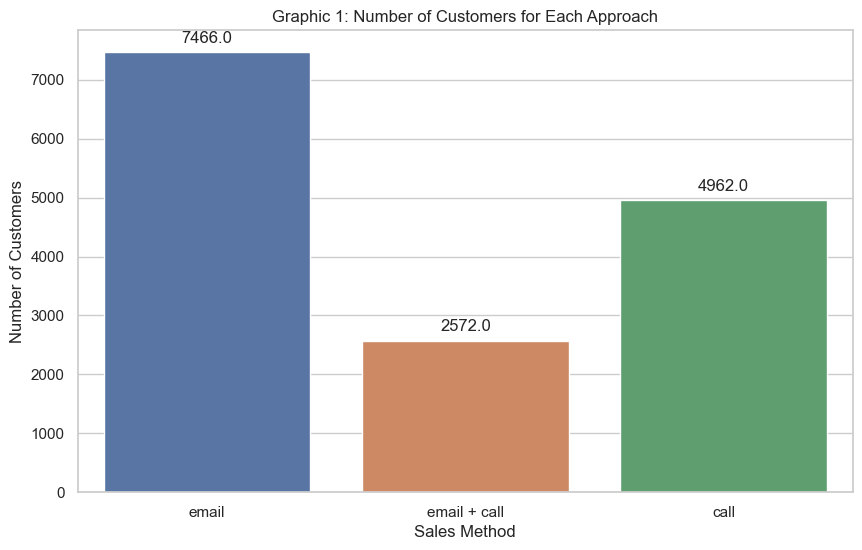 Graphic 1: Number of Customers for Each Approach
7466.0
7000
6000
4962.0
5000
4000
3000
2572.0
2000
1000
0
Number of Customers
email
email + call
call
Sales Method